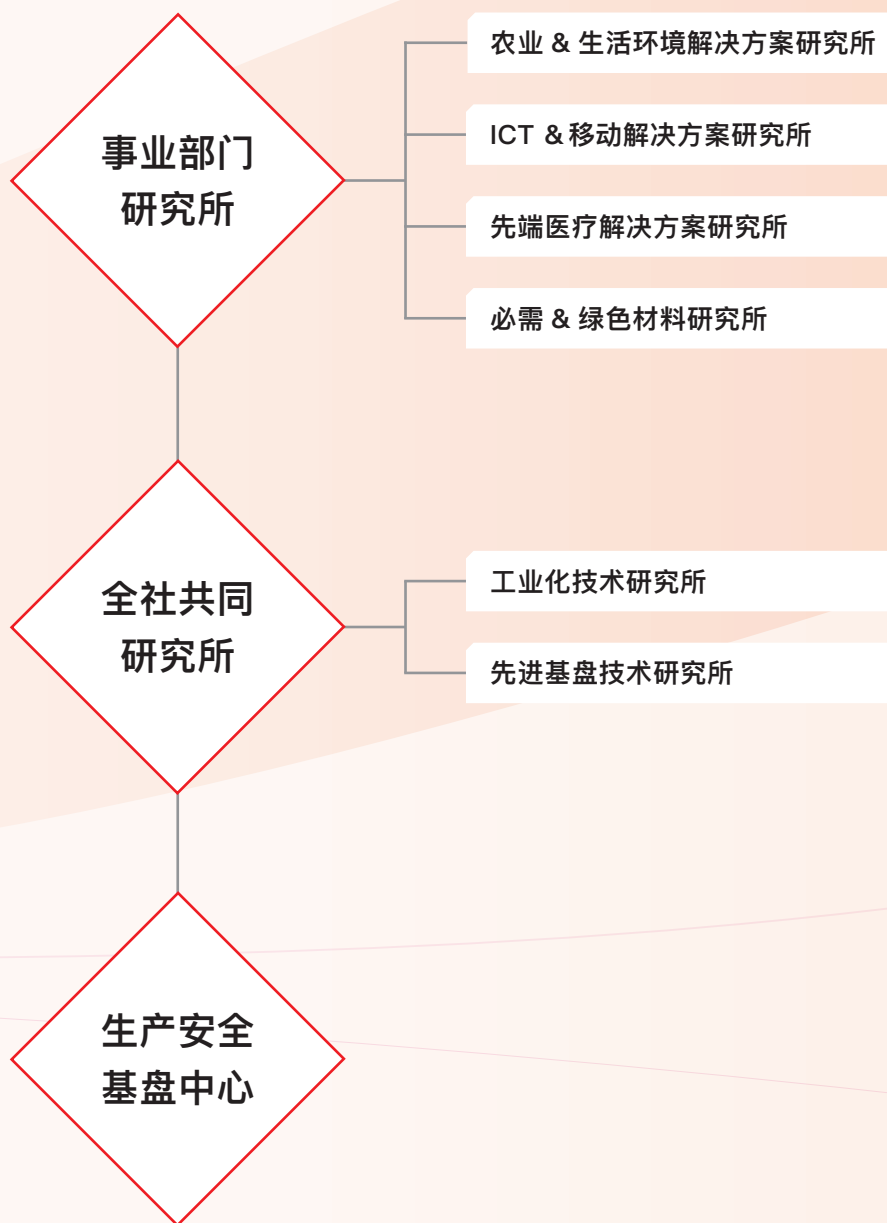 事业部门
研究所
农业 & 生活环境解决方案研究所
ICT & 移动解决方案研究所
先端医疗解决方案研究所
必需 & 绿色材料研究所
全社共同
研究所
工业化技术研究所
先进基盘技术研究所
生产安全
基盘中心